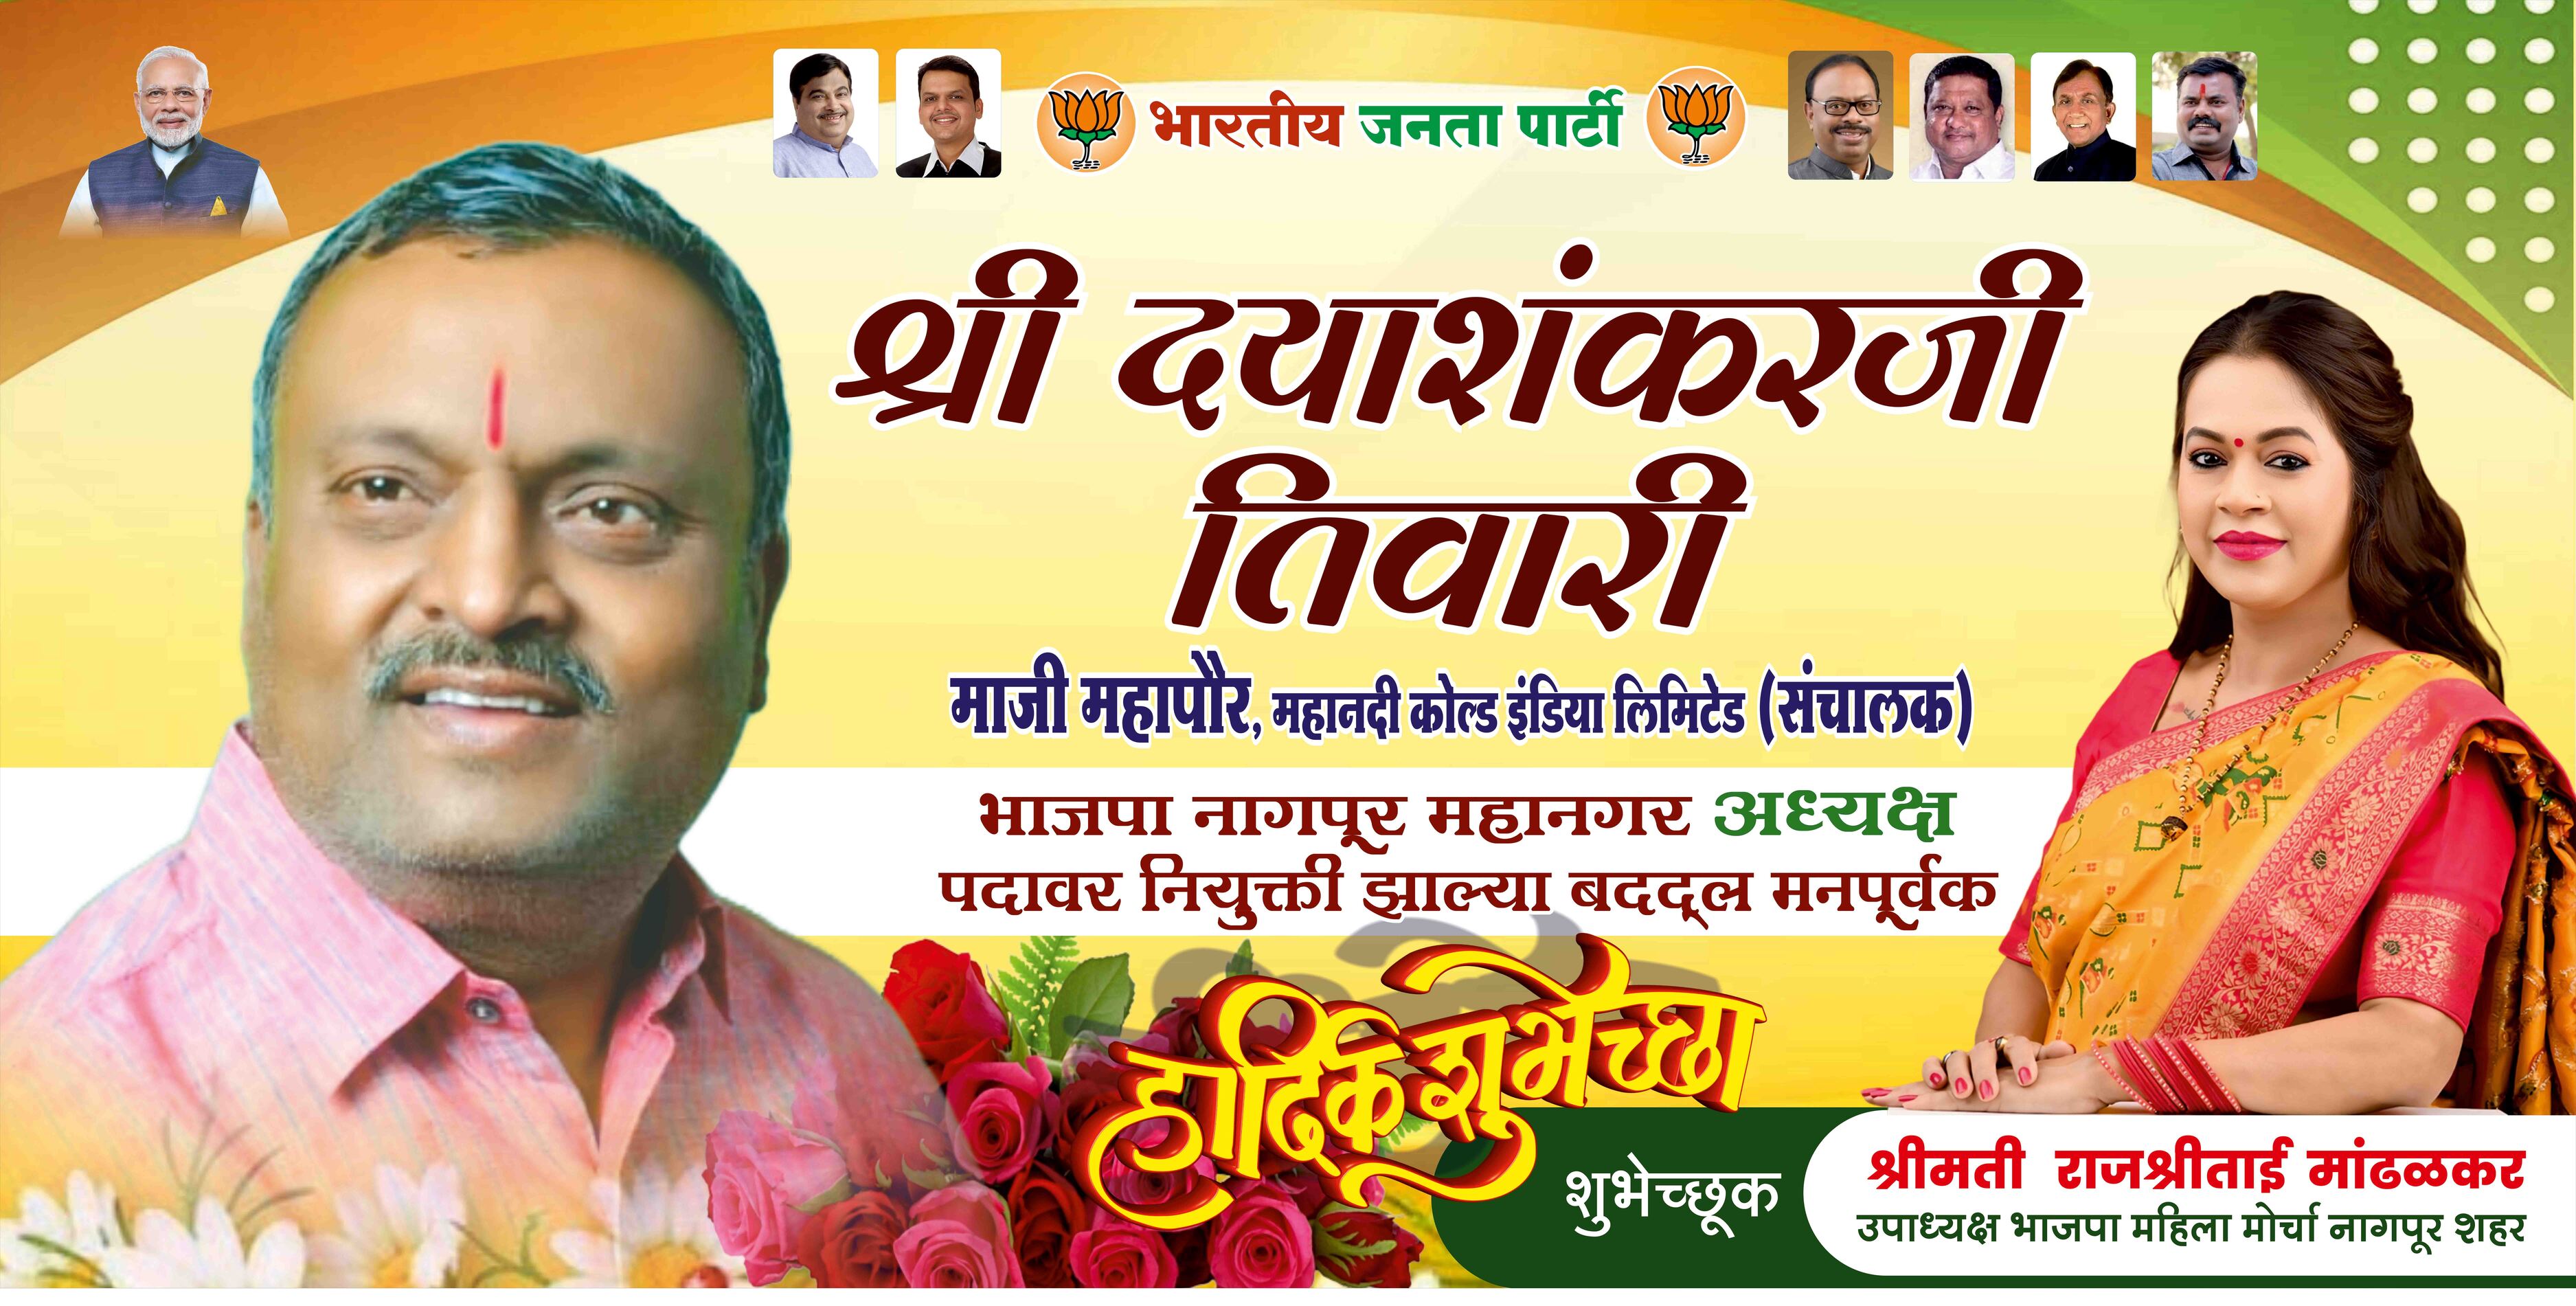 भारतीय जनता पार्टी
श्री दयाशंकरजी
तिवारी
माजी महापौर, महानदी कोल्ड इंडिया लिमिटेड (संचालक)
भाजपा नागपूर महानगर अध्यक्ष
पदावर नियुक्ती झाल्या बदद्ल मनपूर्वक
हार्दिक शुभेच्छा
शुभेच्छूक
श्रीमती राजश्रीताई मांढळकर
उपाध्यक्ष भाजपा महिला मोर्चा नागपूर शहर